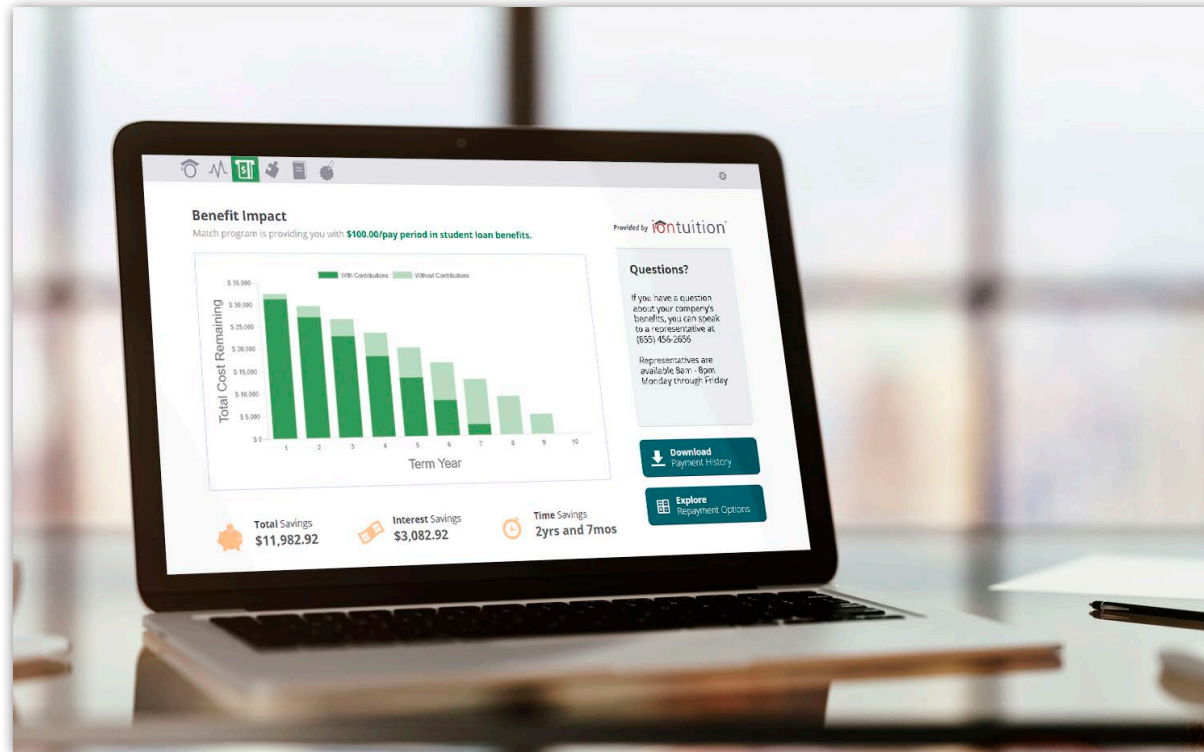 Benefit Impact
Match program is providing you with $100.00/pay period in student loan benefits.
Provided by iontuition
With Contributions Without Contributions
Total Cost Remaining
$ 35,000
$ 30,000
$ 25,000
$ 20,000
$ 15,000
$ 10,000
$ 5,000
$ 0
1 2 3 4 5 6 7 8 9 10
Term Year
Total Savings
$11,982.92
Interest Savings
$3,082.92
Time Savings
2yrs and 7mos
Questions?
If you have a question
about your company's
benefits, you can speak
to a representative at
(855) 456-2656
Representatives are
available 8am - 8pm
Monday through Friday
Download
Payment History
Explore
Repayment Options